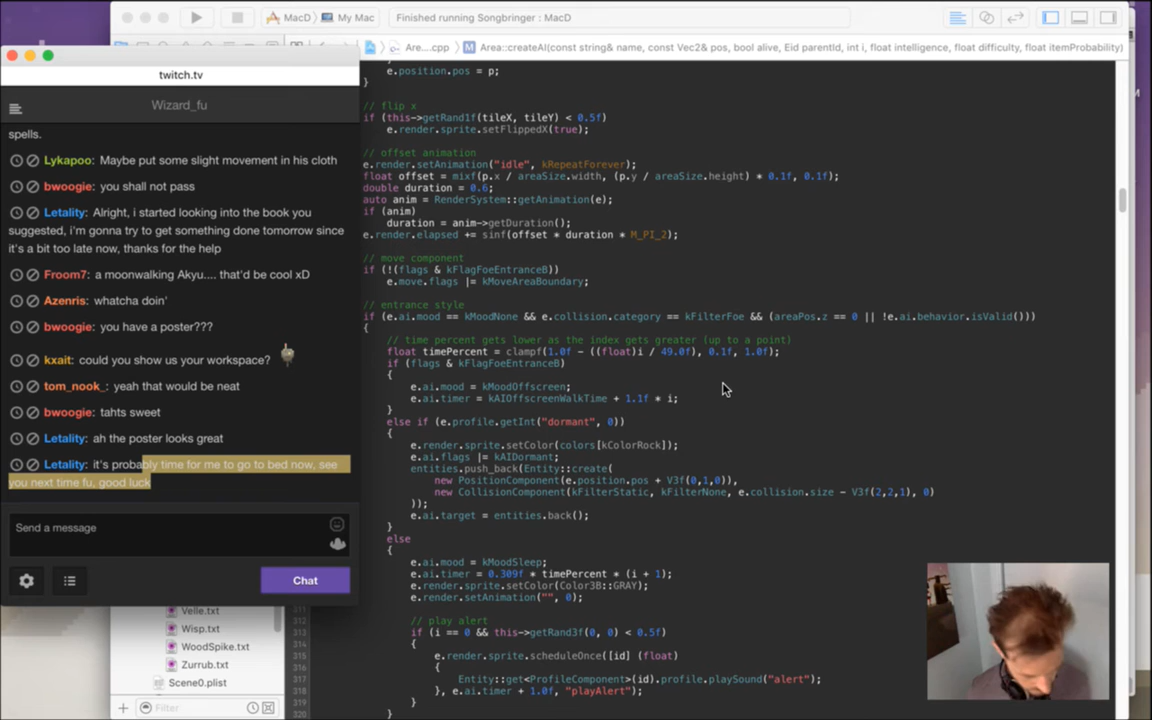 MacD
My Mac
Finished running Songbringer : MacD
Are....cpp
Area::createAI(const string& name, const Vec2& pos, bool alive, Eid parentId, int i, float intelligence, float difficulty, float itemProbability)
twitch.tv
Wizard_fu
spells.
Lykapoo: Maybe put some slight movement in his cloth
bwoogie: you shall not pass
Letality: Alright, i started looking into the book you
suggested, i'm gonna try to get something done tomorrow since
it's a bit too late now, thanks for the help
Froom7: a moonwalking Akyu.... that'd be cool xD
Azenris: whatcha doin'
bwoogie: you have a poster???
kxait: could you show us your workspace?
tom_nook_: yeah that would be neat
bwoogie: tahts sweet
Letality: ah the poster looks great
Letality: it's probably time for me to go to bed now, see
you next time fu, good luck
Send a message
Chat
Velle.txt
Wisp.txt
WoodSpike.txt
Zurrub.txt
Scene0.plist
Filter
e.position.pos = p;
}
// flip x
if (this->getRand1f(tileX, tileY) < 0.5f)
e.render.sprite.setFlippedX(true);
// offset animation
e.render.setAnimation("idle", kRepeatForever);
float offset = mixf(p.x / areaSize.width, (p.y / areaSize.height) * 0.1f, 0.1f);
double duration = 0.6;
auto anim = RenderSystem::getAnimation(e);
if (anim)
duration = anim->getDuration();
e.render.elapsed += sinf(offset * duration * M_PI_2);
// move component
if (!(flags & kFlagFoeEntranceB))
e.move.flags |= kMoveAreaBoundary;
// entrance style
if (e.ai.mood == kMoodNone && e.collision.category == kFilterFoe && (areaPos.z == 0 || !e.ai.behavior.isValid()))
{
// time percent gets lower as the index gets greater (up to a point)
float timePercent = clampf(1.0f - ((float)i / 49.0f), 0.1f, 1.0f);
if (flags & kFlagFoeEntranceB)
{
e.ai.mood = kMoodOffscreen;
e.ai.timer = kAIOffscreenWalkTime + 1.1f * i;
}
else if (e.profile.getInt("dormant", 0))
{
e.render.sprite.setColor(colors[kColorRock]);
e.ai.flags |= kAIDormant;
entities.push_back(Entity::create(
new PositionComponent(e.position.pos + V3f(0,1,0)),
new CollisionComponent(kFilterStatic, kFilterNone, e.collision.size - V3f(2,2,1), 0)
));
e.ai.target = entities.back();
}
else
{
e.ai.mood = kMoodSleep;
e.ai.timer = 0.309f * timePercent * (i + 1);
e.render.sprite.setColor(Color3B::GRAY);
e.render.setAnimation("", 0);
311
312 // play alert
313 if (i == 0 && this->getRand3f(0, 0) < 0.5f)
314 {
315 e.render.sprite.scheduleOnce([id] (float)
316 {
317 Entity::get<ProfileComponent>(id).profile.playSound("alert");
318 }, e.ai.timer + 1.0f, "playAlert");
319 }
320 }